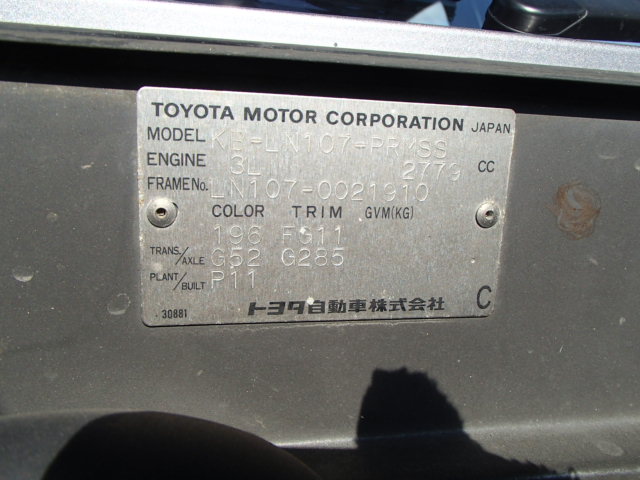 TOYOTA MOTOR CORPORATION JAPAN
MODEL KB-LN107-PRMSS
ENGINE 3L 2779 CC
FRAME No. LN107-0021910
COLOR TRIM GVM(KG)
196 FG11
TRANS./AXLE G52 G285
PLANT/BUILT P11
30881 トヨタ自動車株式会社 C